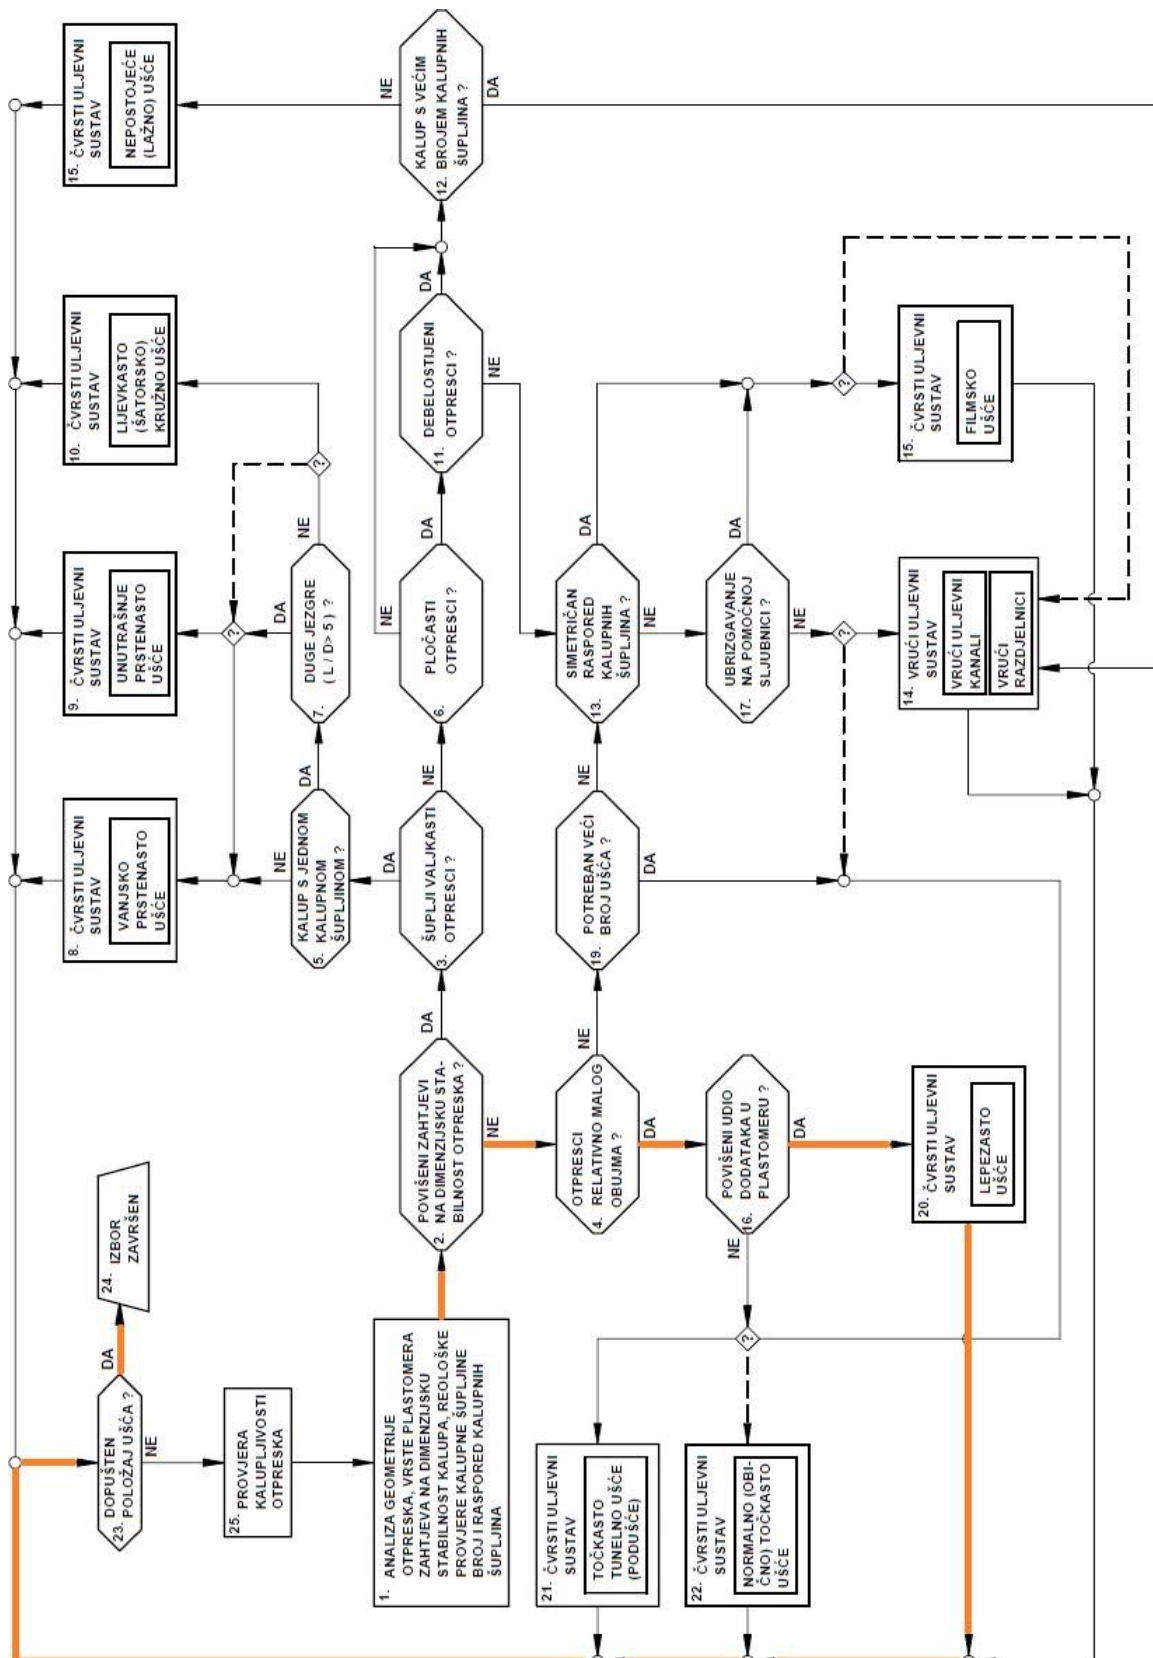 1. ANALIZA GEOMETRIJE
OTPRESKA, VRSTE PLASTOMERA
ZAHTJEVA NA DIMENZIJSKU
STABILNOST KALUPA, REOLOŠKE
PROVJERE KALUPNE ŠUPLJINE
BROJ I RASPORED KALUPNIH
ŠUPLJINA
25. PROVJERA
KALUPLJIVOSTI
OTPRESKA
DOPUŠTEN
23. POLOŽAJ UŠĆA ?
DA
NE
24. IZBOR
ZAVRŠEN
POVIŠENI ZAHTJEVI
2. NA DIMENZIJSKU STA-
BILNOST OTPRESKA ?
DA
NE
ŠUPLJI VALJKASTI
3. OTPRESCI ?
DA
NE
OTPRESCI
4. RELATIVNO MALOG
OBUJMA ?
NE
DA
KALUP S JEDNOM
KALUPNOM
5. ŠUPLJINOM ?
NE
DA
PLOČASTI
6. OTPRESCI ?
NE
DA
DUGE JEZGRE
7. ( L / D> 5 ) ?
DA
NE
?
?
8. ČVRSTI ULJEVNI
SUSTAV
VANJSKO
PRSTENASTO
UŠĆE
9. ČVRSTI ULJEVNI
SUSTAV
UNUTRAŠNJE
PRSTENASTO
UŠĆE
10. ČVRSTI ULJEVNI
SUSTAV
LIJEVKASTO
(ŠATORSKO)
KRUŽNO UŠĆE
15. ČVRSTI ULJEVNI
SUSTAV
NEPOSTOJEĆE
(LAŽNO) UŠĆE
DEBELOSTIJENI
11. OTPRESCI ?
DA
NE
KALUP S VEĆIM
12. BROJEM KALUPNIH
ŠUPLJINA ?
NE
DA
SIMETRIČAN
RASPORED
KALUPNIH
13. ŠUPLJINA ?
DA
NE
POTREBAN VEĆI
19. BROJ UŠĆA ?
NE
DA
POVIŠENI UDIO
DODATAKA U
16. PLASTOMERU ?
NE
DA
UBRIZGAVANJE
NA POMOĆNOJ
17. SLJUBNICI ?
DA
NE
?
?
?
14. VRUĆI ULJEVNI
SUSTAV
VRUĆI ULJEVNI
KANALI
VRUĆI
RAZDJELNICI
15. ČVRSTI ULJEVNI
SUSTAV
FILMSKO
UŠĆE
20. ČVRSTI ULJEVNI
SUSTAV
LEPEZASTO
UŠĆE
21. ČVRSTI ULJEVNI
SUSTAV
TOČKASTO
TUNELNO UŠĆE
(PODUŠĆE)
22. ČVRSTI ULJEVNI
SUSTAV
NORMALNO (OBI-
ČNO) TOČKASTO
UŠĆE